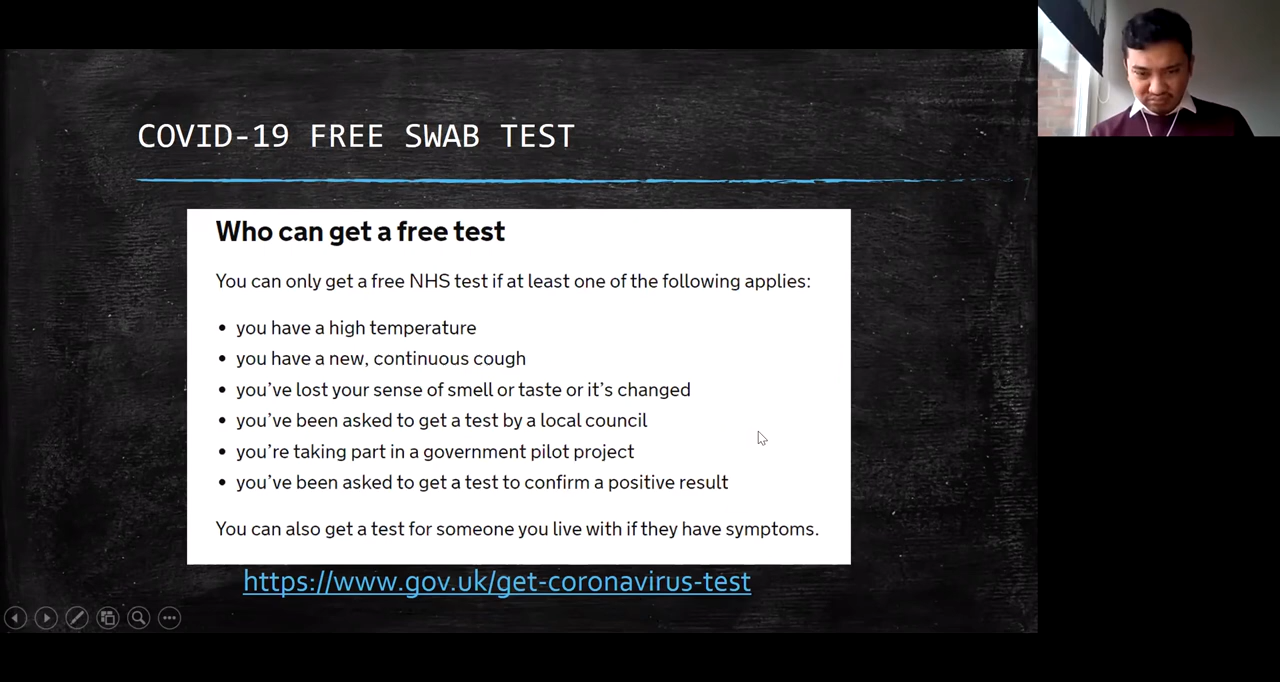 COVID-19 FREE SWAB TEST
Who can get a free test
You can only get a free NHS test if at least one of the following applies:
• you have a high temperature
• you have a new, continuous cough
• you’ve lost your sense of smell or taste or it’s changed
• you’ve been asked to get a test by a local council
• you’re taking part in a government pilot project
• you’ve been asked to get a test to confirm a positive result
You can also get a test for someone you live with if they have symptoms.
https://www.gov.uk/get-coronavirus-test